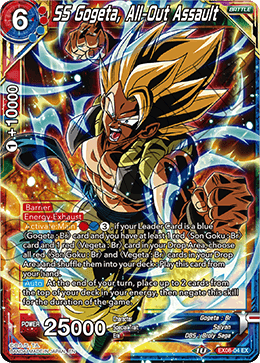 6
SS Gogeta, All-Out Assault
BATTLE
1 +10000
Barrier
Energy-Exhaust
Activate Main 3 : If your Leader Card is a blue
‹Gogeta : Br› card and you have at least 1 red ‹Son Goku : Br›
card and 1 red ‹Vegeta : Br› card in your Drop Area, choose
all red ‹Son Goku : Br› and ‹Vegeta : Br› cards in your Drop
Area and shuffle them into your deck. Play this card from
your hand.
Auto At the end of your turn, place up to 2 cards from
the top of your deck in your energy, then negate this skill
for the duration of the game.
POWER 25000
Character Gogeta : Br
Special Trait Saiyan
Era DBS, ‹Broly Saga›
EX08-04 EX